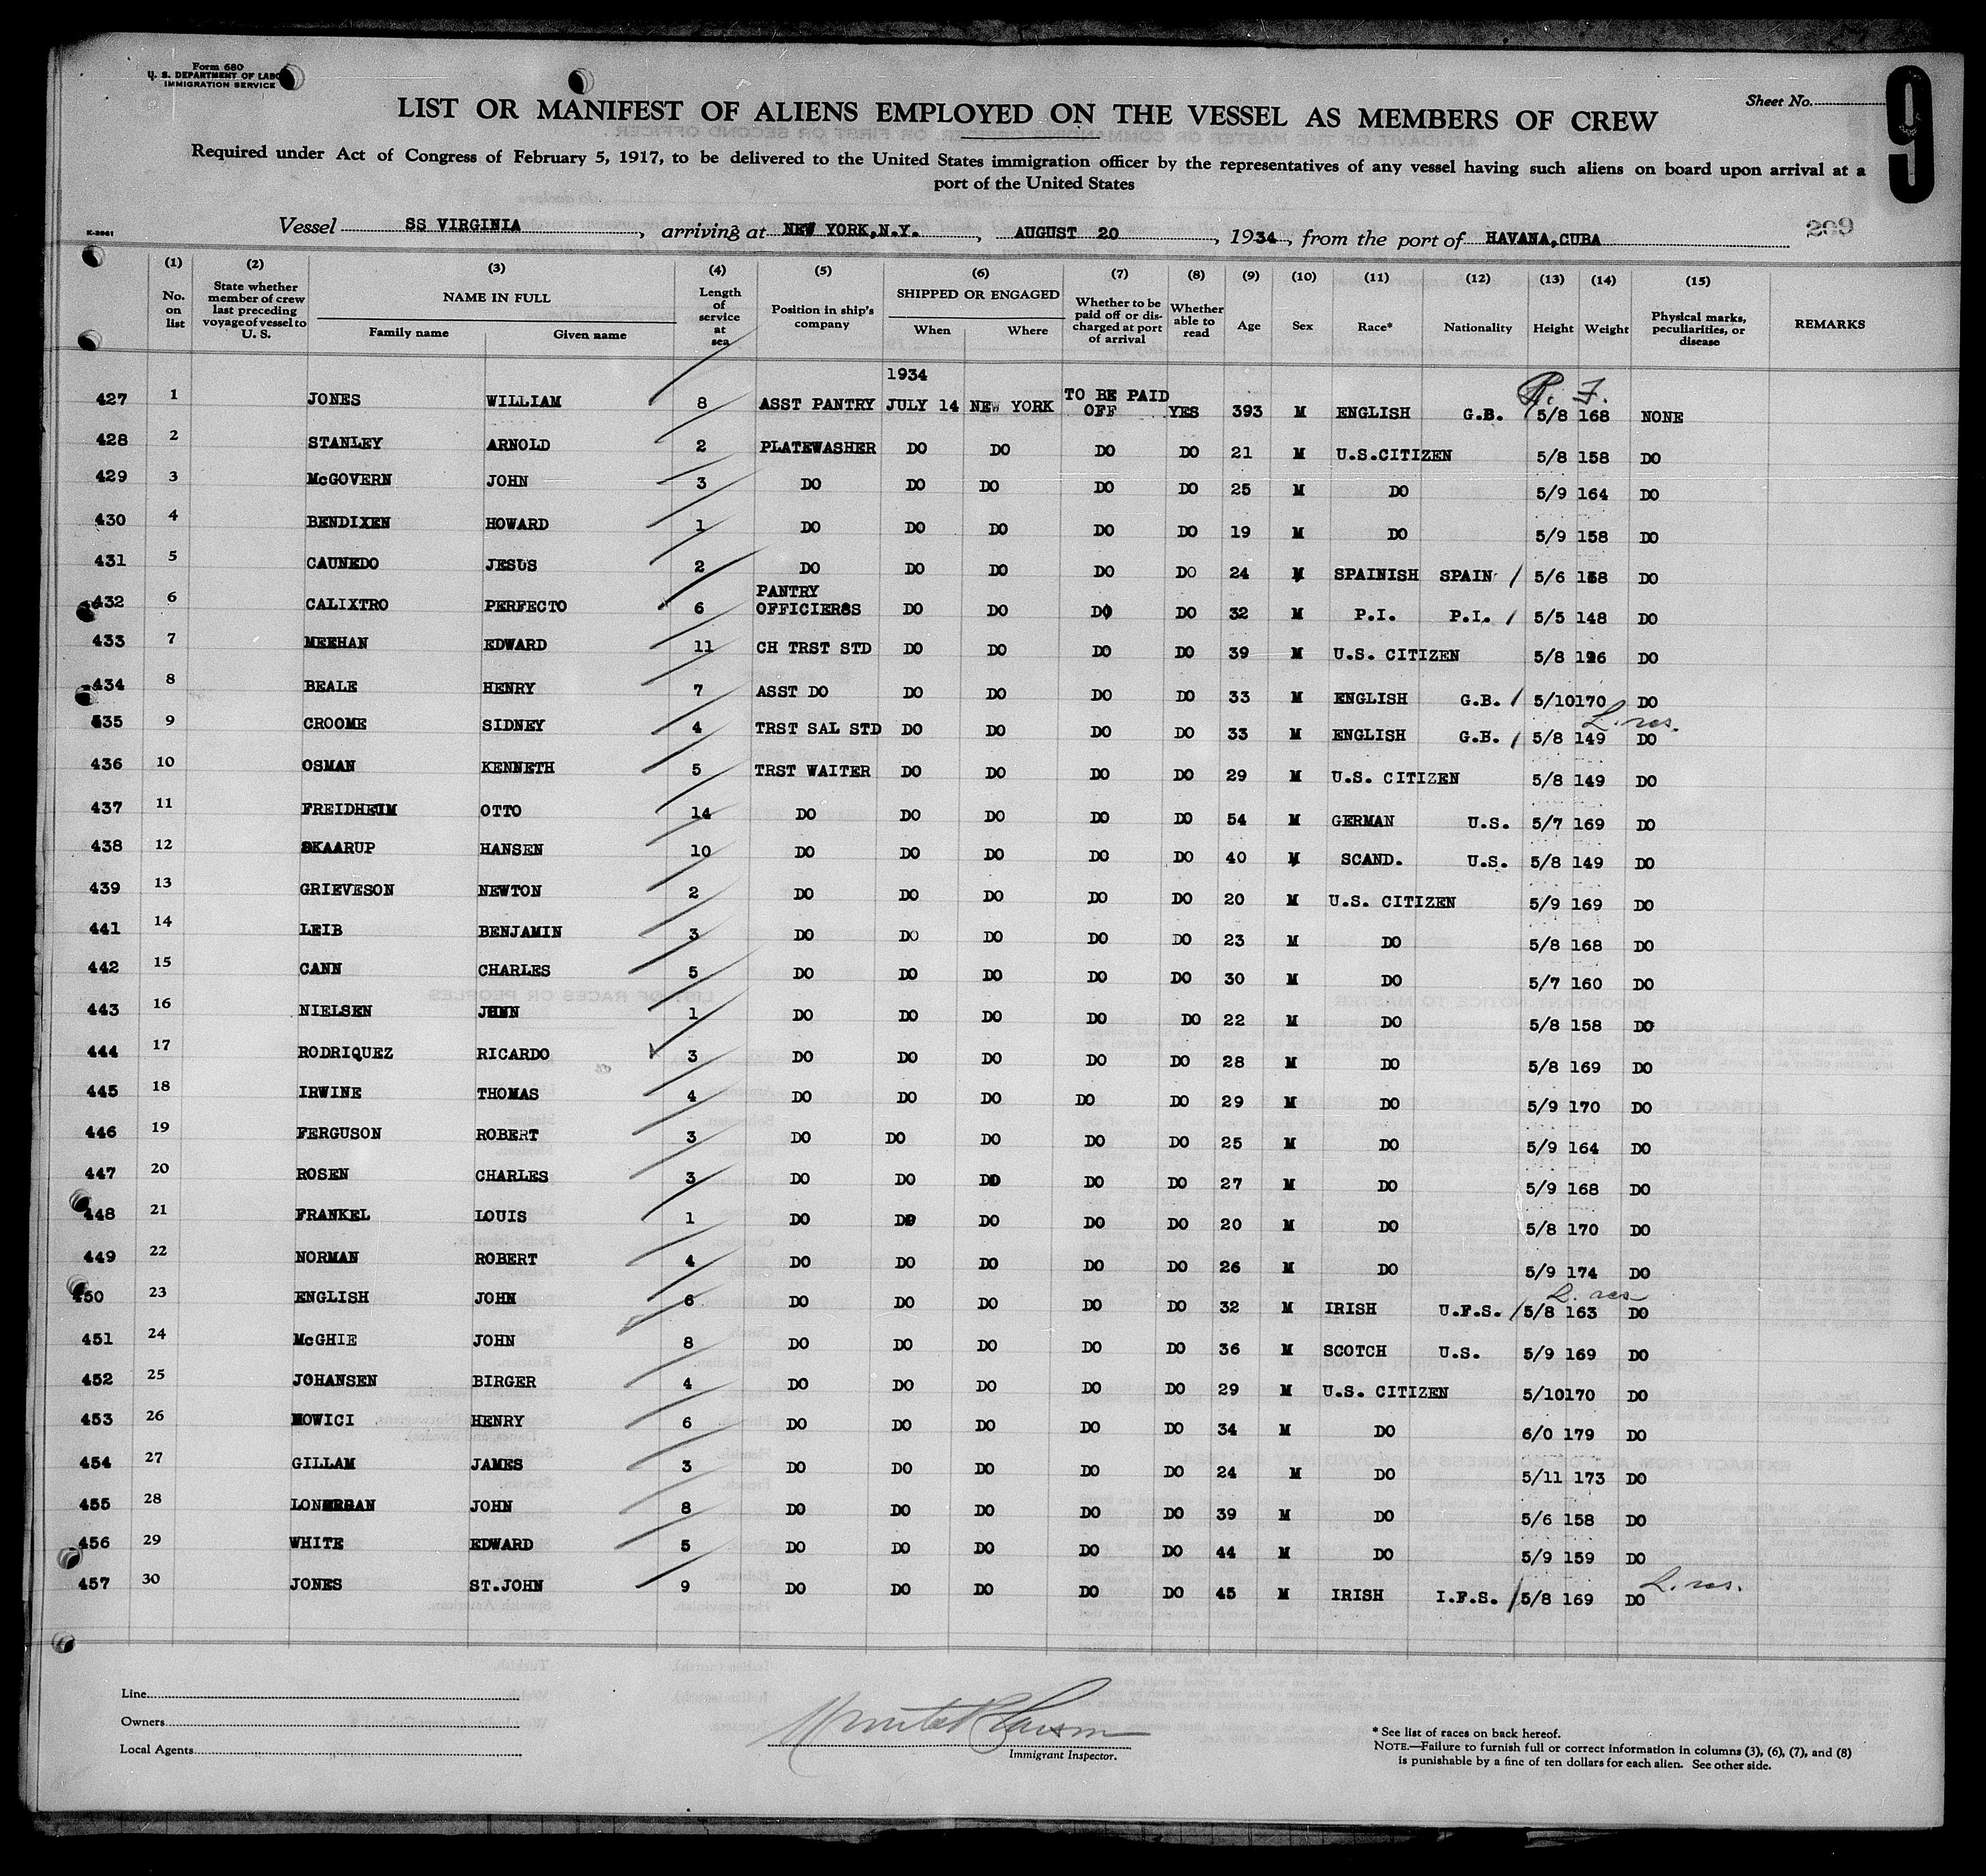 Form 680
U. S. DEPARTMENT OF LABO
IMMIGRATION SERVICE
Sheet No.
9
LIST OR MANIFEST OF ALIENS EMPLOYED ON THE VESSEL AS MEMBERS OF CREW
Required under Act of Congress of February 5, 1917, to be delivered to the United States immigration officer by the representatives of any vessel having such aliens on board upon arrival at a
port of the United States
Vessel SS VIRGINIA, arriving at NEW YORK,N.Y., AUGUST 20, 1934, from the port of HAVANA,CUBA
209
(1) (2) (3) (4) (5) (6) (7) (8) (9) (10) (11) (12) (13) (14) (15)
No. on list State whether member of crew last preceding voyage of vessel to U. S. NAME IN FULL Family name Given name Length of service at sea Position in ship's company SHIPPED OR ENGAGED When Where Whether to be paid off or discharged at port of arrival Whether able to read Age Sex Race* Nationality Height Weight Physical marks, peculiarities, or disease REMARKS
1934
R. F.
427 1 JONES WILLIAM 8 ASST PANTRY JULY 14 NEW YORK TO BE PAID OFF YES 393 M ENGLISH G.B. 5/8 168 NONE
428 2 STANLEY ARNOLD 2 PLATEWASHER DO DO DO DO 21 M U.S.CITIZEN 5/8 158 DO
429 3 McGOVERN JOHN 3 DO DO DO DO DO 25 M DO 5/9 164 DO
430 4 BENDIXEN HOWARD 1 DO DO DO DO DO 19 M DO 5/9 158 DO
431 5 CAUNEDO JESUS 2 DO DO DO DO DO 24 M SPAINISH SPAIN / 5/6 158 DO
432 6 CALIXTRO PERFECTO 6 PANTRY OFFICIERSS DO DO DO DO 32 M P.I. P.I. / 5/5 148 DO
433 7 MEEHAN EDWARD 11 CH TRST STD DO DO DO DO 39 M U.S. CITIZEN 5/8 196 DO
434 8 BEALE HENRY 7 ASST DO DO DO DO DO 33 M ENGLISH G.B. / 5/10 170 DO
435 9 CROOME SIDNEY 4 TRST SAL STD DO DO DO DO 33 M ENGLISH G.B. / 5/8 149 DO L. res.
436 10 OSMAN KENNETH 5 TRST WAITER DO DO DO DO 29 M U.S. CITIZEN 5/8 149 DO
437 11 FREIDHEIM OTTO 14 DO DO DO DO DO 54 M GERMAN U.S. 5/7 169 DO
438 12 SKAARUP HANSEN 10 DO DO DO DO DO 40 M SCAND. U.S. 5/8 149 DO
439 13 GRIEVESON NEWTON 2 DO DO DO DO DO 20 M U.S. CITIZEN 5/9 169 DO
441 14 LEIB BENJAMIN 3 DO DO DO DO DO 23 M DO 5/8 168 DO
442 15 CANN CHARLES 5 DO DO DO DO DO 30 M DO 5/7 160 DO
443 16 NIELSEN JOHN 1 DO DO DO DO DO 22 M DO 5/8 158 DO
444 17 RODRIQUEZ RICARDO 3 DO DO DO DO DO 28 M DO 5/8 169 DO
445 18 IRWINE THOMAS 4 DO DO DO DO DO 29 M DO 5/9 170 DO
446 19 FERGUSON ROBERT 3 DO DO DO DO DO 25 M DO 5/9 164 DO
447 20 ROSEN CHARLES 3 DO DO DO DO DO 27 M DO 5/9 168 DO
448 21 FRANKEL LOUIS 1 DO DO DO DO DO 20 M DO 5/8 170 DO
449 22 NORMAN ROBERT 4 DO DO DO DO DO 26 M DO 5/9 174 DO
450 23 ENGLISH JOHN 6 DO DO DO DO DO 32 M IRISH U.F.S. / 5/8 163 DO L. res
451 24 McGHIE JOHN 8 DO DO DO DO DO 36 M SCOTCH U.S. 5/9 169 DO
452 25 JOHANSEN BIRGER 4 DO DO DO DO DO 29 M U.S. CITIZEN 5/10 170 DO
453 26 MOWICI HENRY 6 DO DO DO DO DO 34 M DO 6/0 179 DO
454 27 GILLAM JAMES 3 DO DO DO DO DO 24 M DO 5/11 173 DO
455 28 JOHN 8 DO DO DO DO DO 39 M DO 5/6 158 DO
456 29 WHITE EDWARD 5 DO DO DO DO DO 44 M DO 5/9 159 DO
457 30 JONES ST.JOHN 9 DO DO DO DO DO 45 M IRISH I.F.S. / 5/8 169 DO L. res.
Line
Owners
Local Agents
Immigrant Inspector.
* See list of races on back hereof.
NOTE.—Failure to furnish full or correct information in columns (3), (6), (7), and (8)
is punishable by a fine of ten dollars for each alien. See other side.